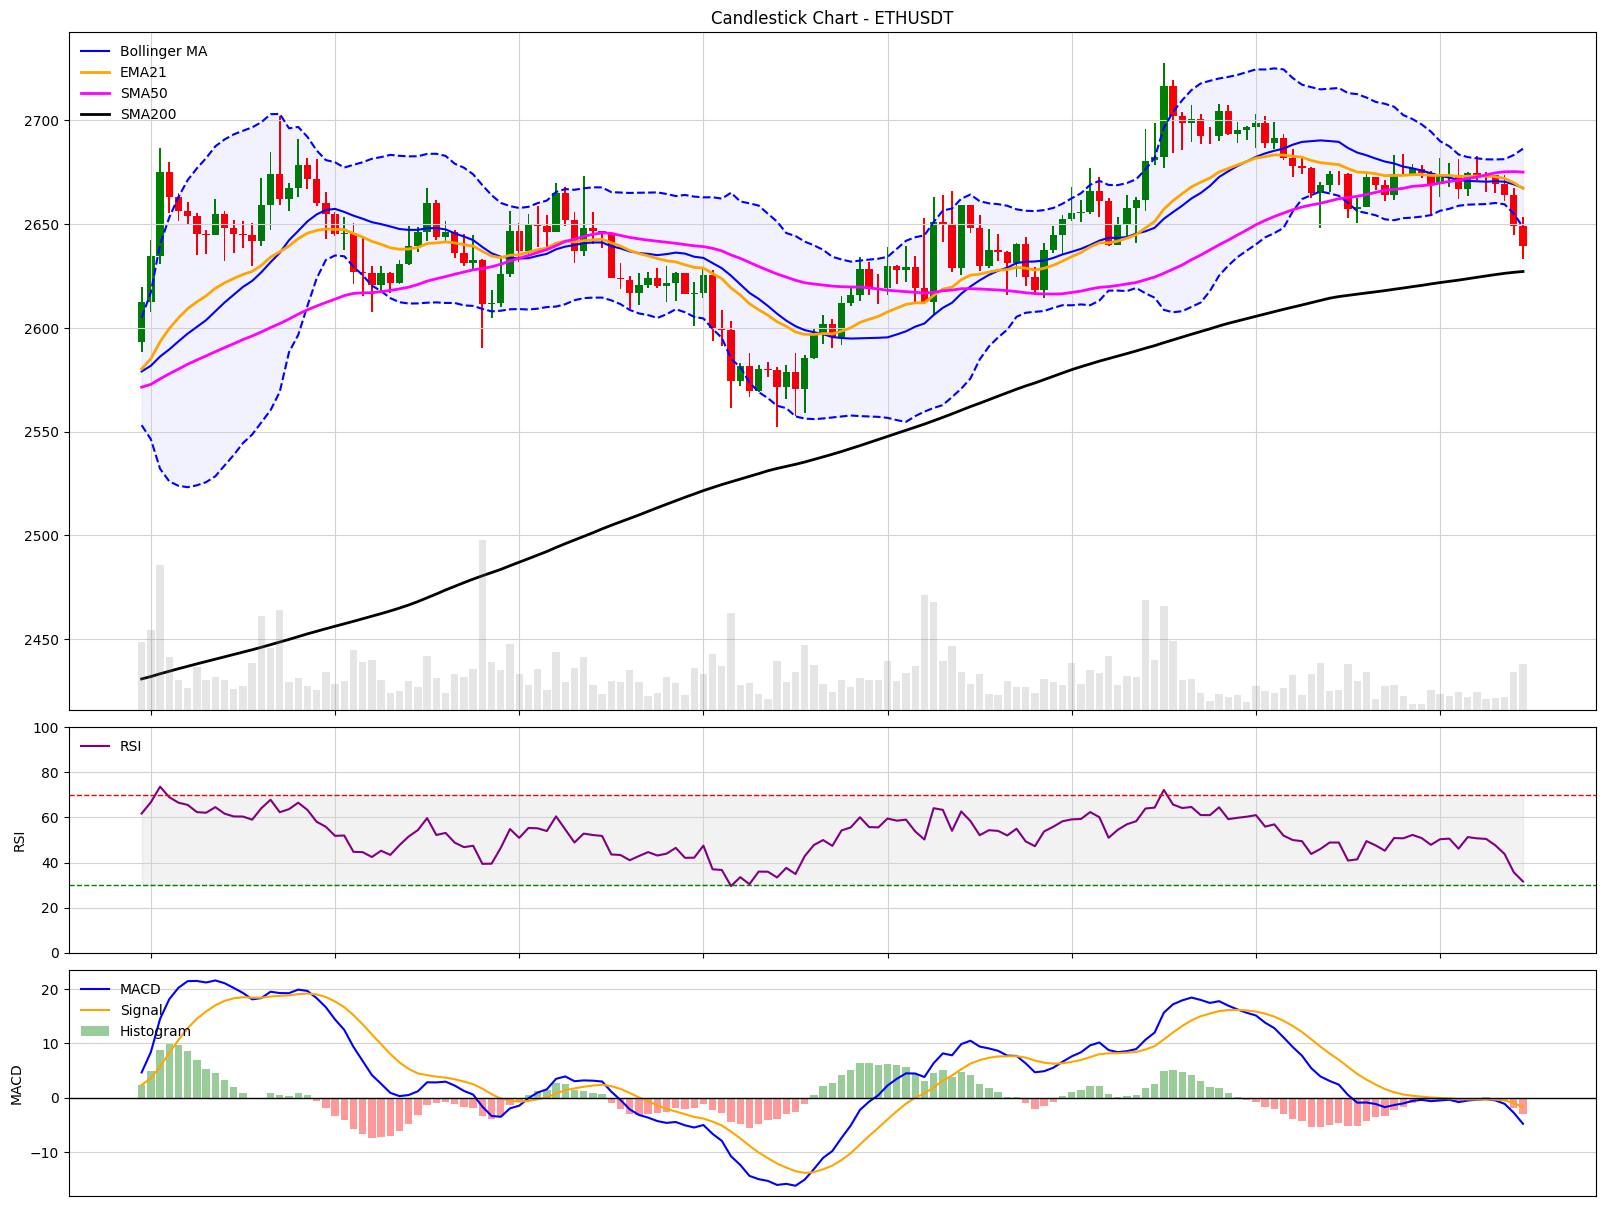 Candlestick Chart - ETHUSDT
Bollinger MA
EMA21
SMA50
SMA200
2700
2650
2600
2550
2500
2450
RSI
100
80
60
40
20
0
RSI
MACD
Signal
Histogram
20
10
0
−10
MACD